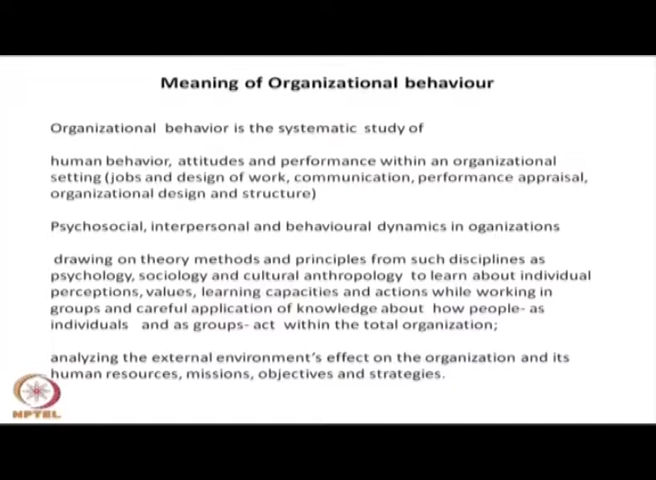 Meaning of Organizational behaviour
Organizational behavior is the systematic study of
human behavior, attitudes and performance within an organizational
setting (jobs and design of work, communication, performance appraisal,
organizational design and structure)
Psychosocial, interpersonal and behavioural dynamics in oganizations
drawing on theory methods and principles from such disciplines as
psychology, sociology and cultural anthropology to learn about individual
perceptions, values, learning capacities and actions while working in
groups and careful application of knowledge about how people- as
individuals and as groups- act within the total organization;
analyzing the external environment's effect on the organization and its
human resources, missions, objectives and strategies.
NPTEL